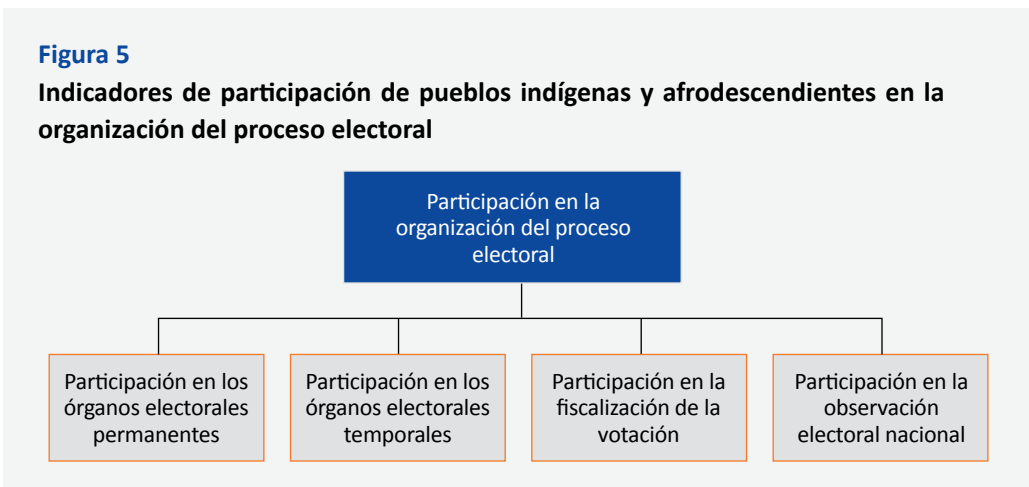 Figura 5
Indicadores de participación de pueblos indígenas y afrodescendientes en la
organización del proceso electoral
Participación en la
organización del proceso
electoral
Participación en los
órganos electorales
permanentes
Participación en los
órganos electorales
temporales
Participación en la
fiscalización de la
votación
Participación en la
observación
electoral nacional